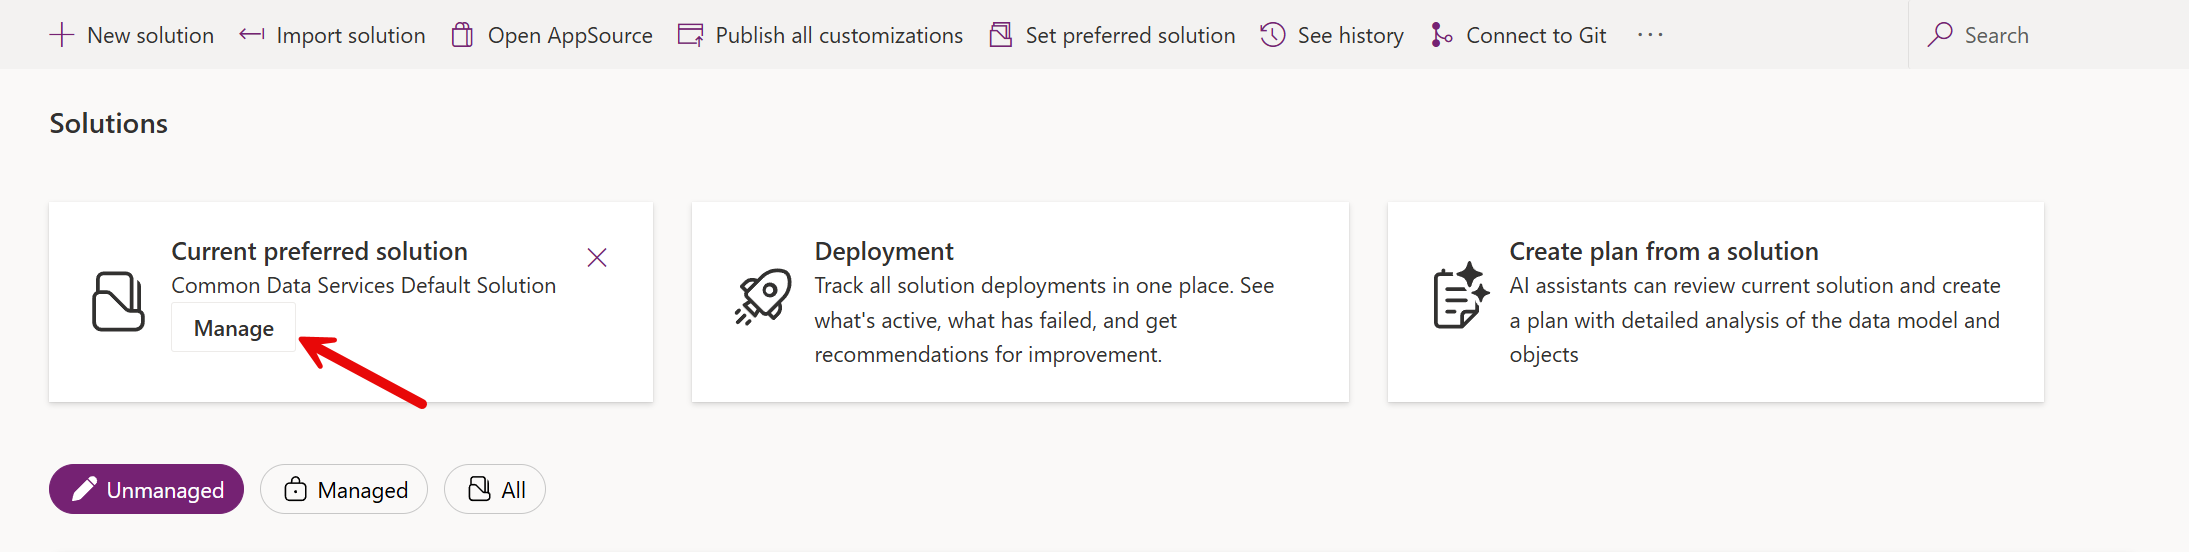 New solution Import solution Open AppSource Publish all customizations Set preferred solution See history Connect to Git ··· Search
Solutions
Current preferred solution
Common Data Services Default Solution
Manage
Deployment
Track all solution deployments in one place. See
what's active, what has failed, and get
recommendations for improvement.
Create plan from a solution
AI assistants can review current solution and create
a plan with detailed analysis of the data model and
objects
Unmanaged Managed All